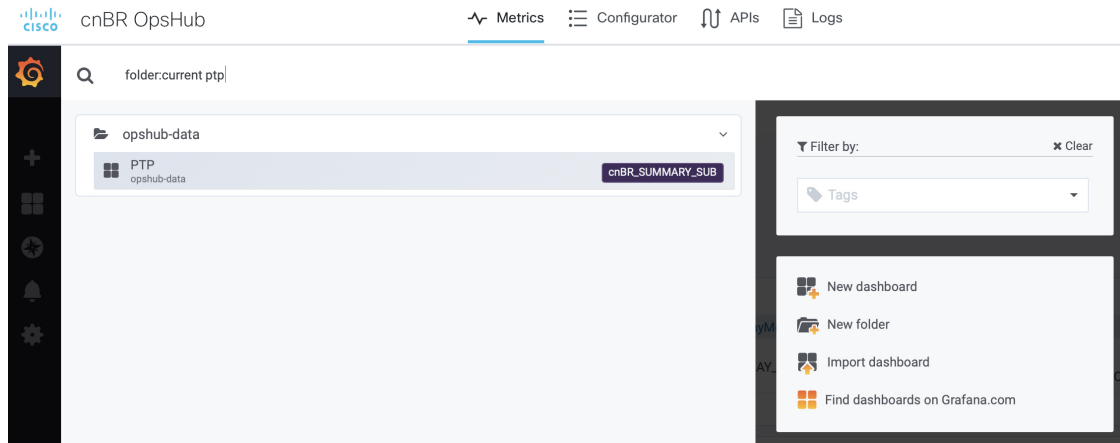 cisco
cnBR OpsHub
Metrics
Configurator
APIs
Logs
folder:current ptp
opshub-data
PTP
opshub-data
cnBR_SUMMARY_SUB
Filter by:
Clear
Tags
New dashboard
New folder
Import dashboard
Find dashboards on Grafana.com